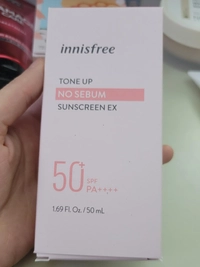 innisfree
TONE UP
NO SEBUM
SUNSCREEN EX
50+ SPF
PA++++
1.69 Fl. Oz. / 50 mL